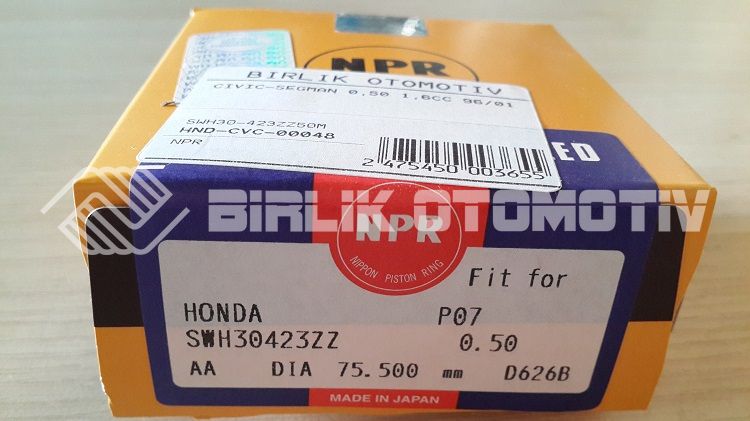 NPR
BIRLIK OTOMOTIV
CIVIC-SEGMAN 0,50 1,6CC 96/01
SWH30-423ZZ50M
HND-CVC-00048
NPR
2 475450 003655
BIRLIK OTOMOTIV
NPR
NIPPON PISTON RING
Fit for
HONDA P07
SWH30423ZZ 0.50
AA DIA 75.500 mm D626B
MADE IN JAPAN